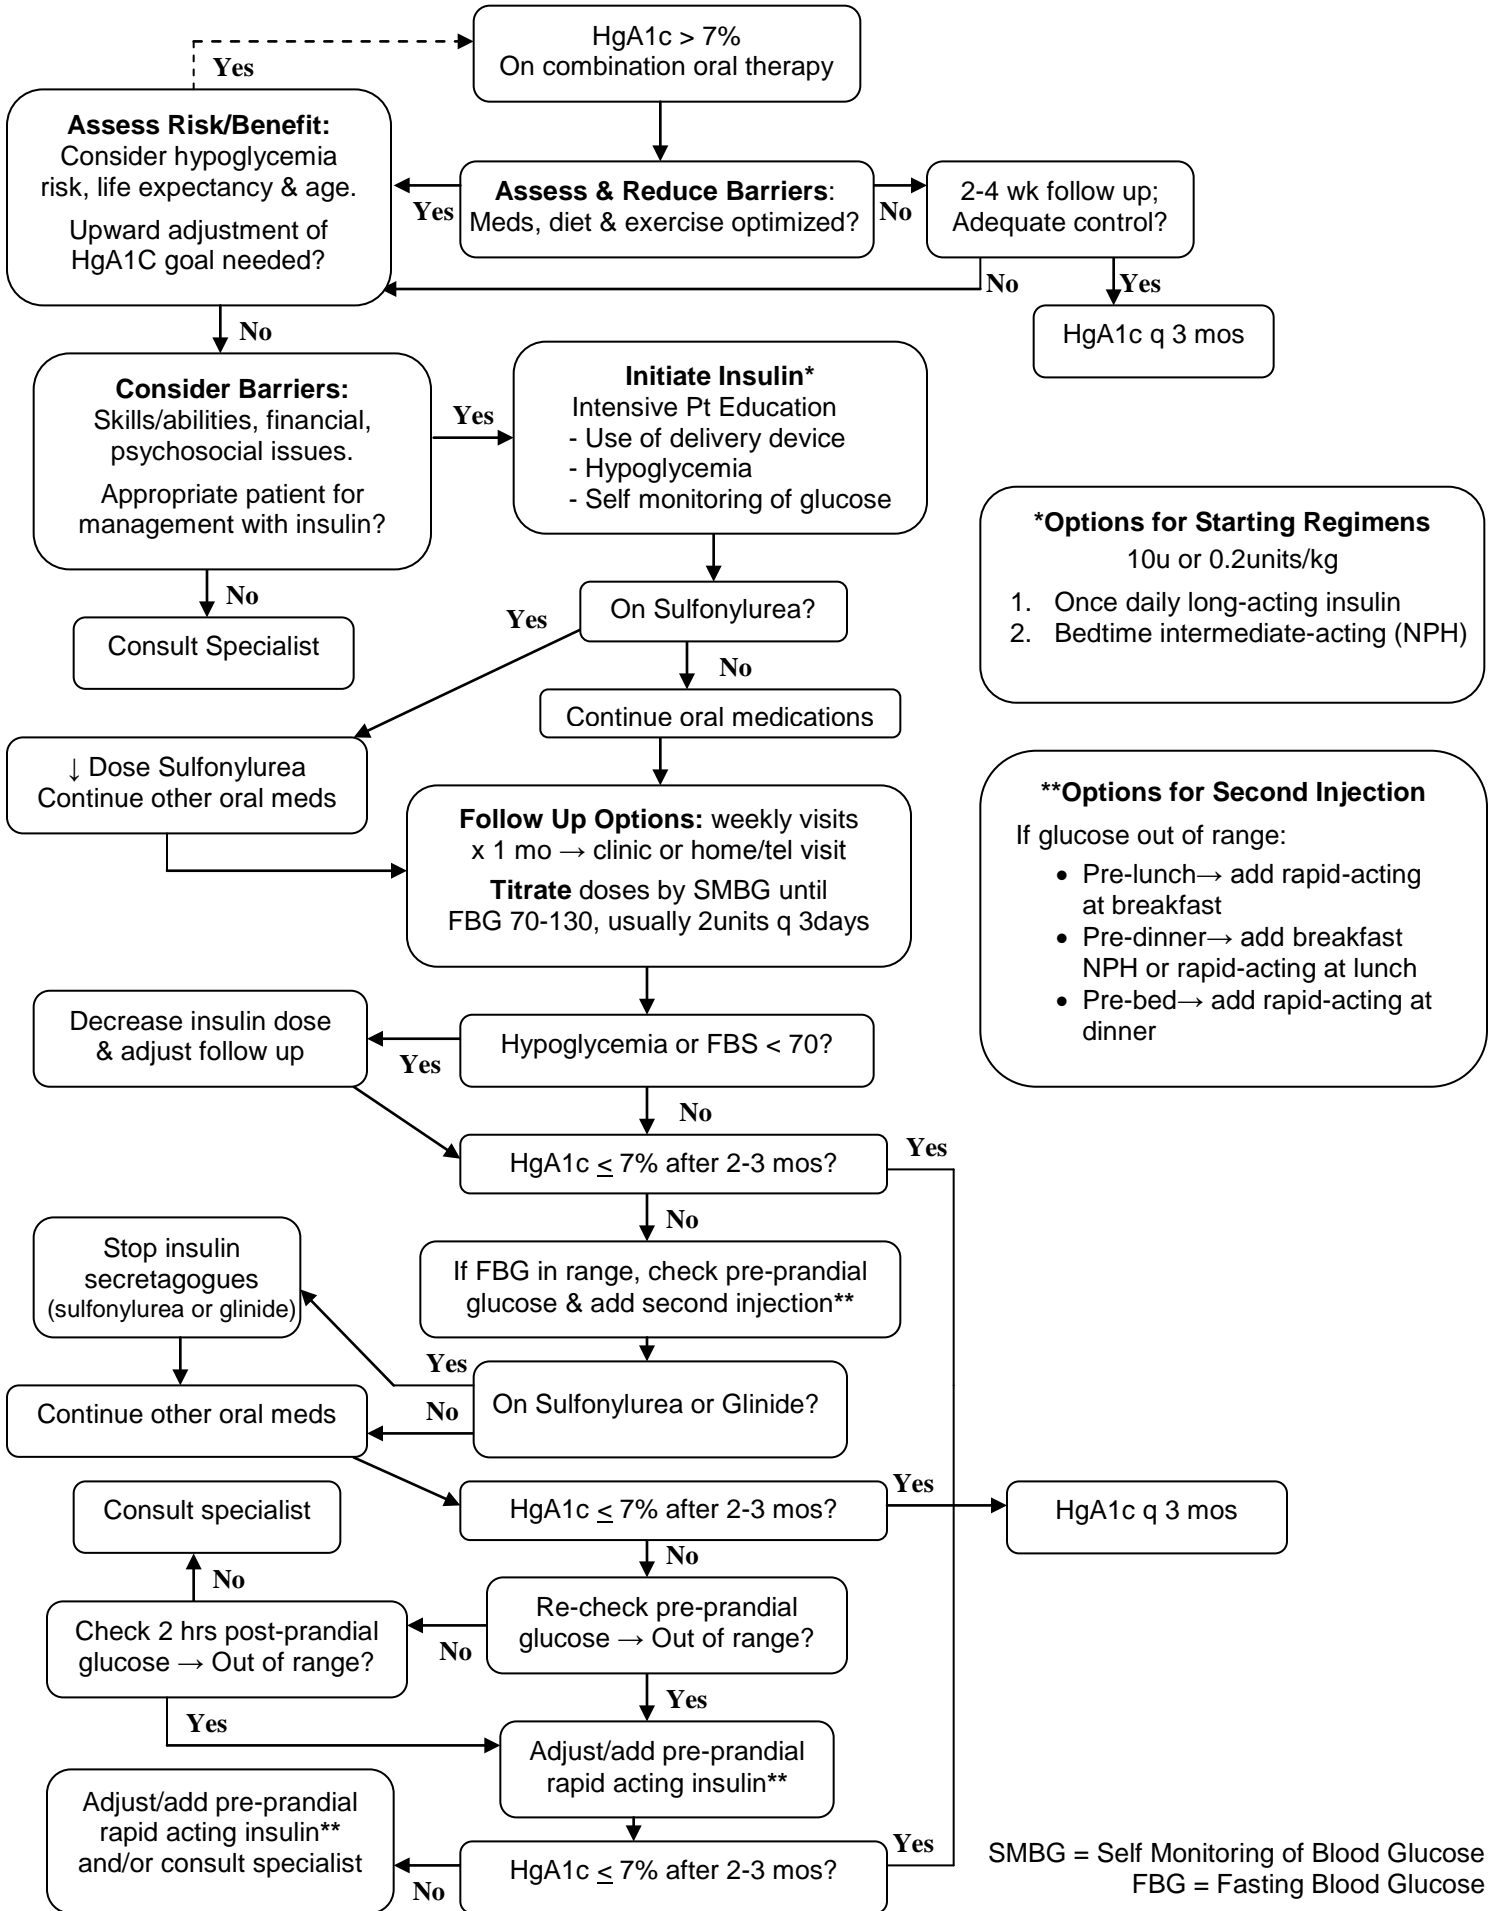 HgA1c > 7%
On combination oral therapy
Yes
Assess Risk/Benefit:
Consider hypoglycemia
risk, life expectancy & age.
Upward adjustment of
HgA1C goal needed?
Yes
Assess & Reduce Barriers:
Meds, diet & exercise optimized?
No
2-4 wk follow up;
Adequate control?
No
Yes
HgA1c q 3 mos
No
Consider Barriers:
Skills/abilities, financial,
psychosocial issues.
Appropriate patient for
management with insulin?
Yes
Initiate Insulin*
Intensive Pt Education
- Use of delivery device
- Hypoglycemia
- Self monitoring of glucose
*Options for Starting Regimens
10u or 0.2units/kg
1. Once daily long-acting insulin
2. Bedtime intermediate-acting (NPH)
No
Consult Specialist
On Sulfonylurea?
Yes
No
Continue oral medications
↓ Dose Sulfonylurea
Continue other oral meds
Follow Up Options: weekly visits
x 1 mo → clinic or home/tel visit
Titrate doses by SMBG until
FBG 70-130, usually 2units q 3days
**Options for Second Injection
If glucose out of range:
• Pre-lunch→ add rapid-acting
at breakfast
• Pre-dinner→ add breakfast
NPH or rapid-acting at lunch
• Pre-bed→ add rapid-acting at
dinner
Decrease insulin dose
& adjust follow up
Yes
Hypoglycemia or FBS < 70?
No
HgA1c ≤ 7% after 2-3 mos?
Yes
No
If FBG in range, check pre-prandial
glucose & add second injection**
Stop insulin
secretagogues
(sulfonylurea or glinide)
Yes
On Sulfonylurea or Glinide?
No
Continue other oral meds
HgA1c ≤ 7% after 2-3 mos?
Yes
HgA1c q 3 mos
Consult specialist
No
No
Re-check pre-prandial
glucose → Out of range?
No
Check 2 hrs post-prandial
glucose → Out of range?
Yes
Yes
Adjust/add pre-prandial
rapid acting insulin**
HgA1c ≤ 7% after 2-3 mos?
Yes
No
Adjust/add pre-prandial
rapid acting insulin**
and/or consult specialist
SMBG = Self Monitoring of Blood Glucose
FBG = Fasting Blood Glucose